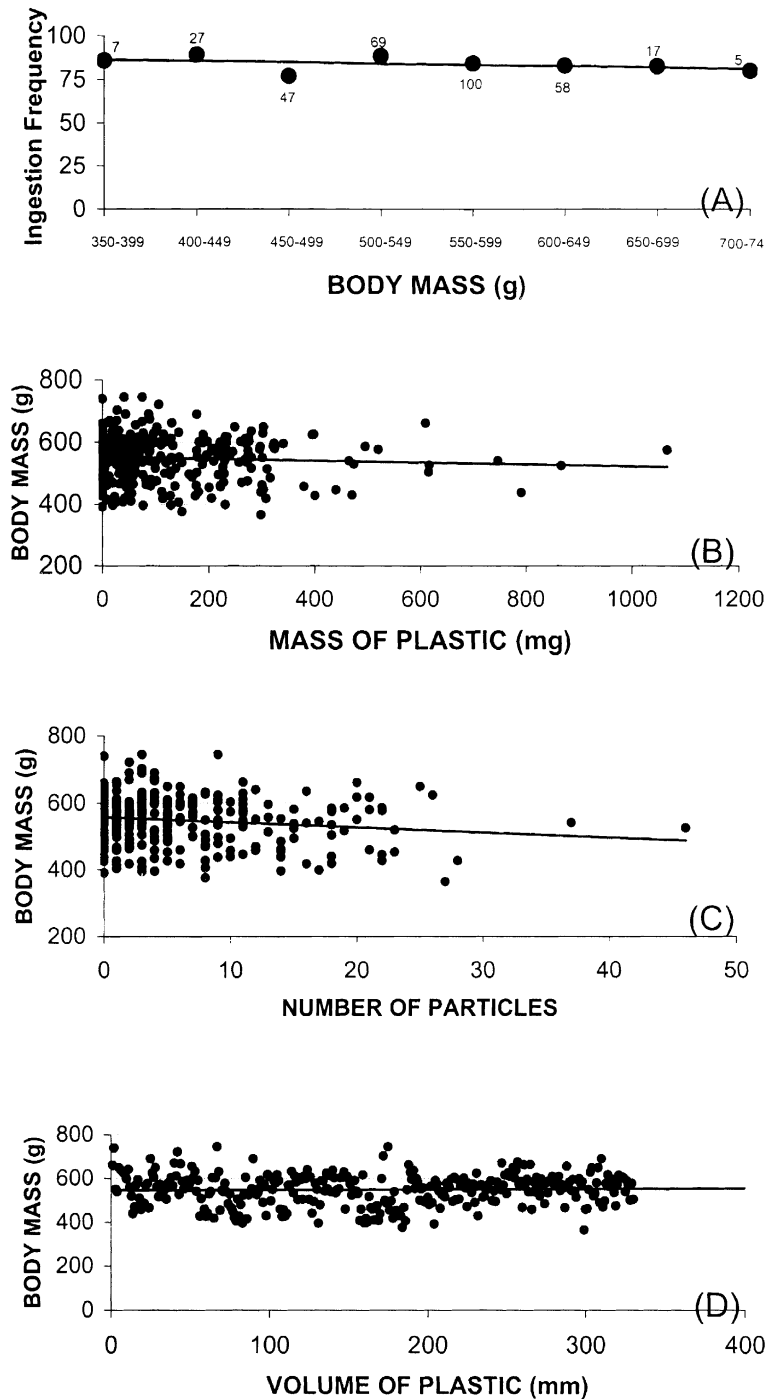 100
75
50
25
0
Ingestion Frequency
7
27
47
69
100
58
17
5
(A)
350-399 400-449 450-499 500-549 550-599 600-649 650-699 700-74
BODY MASS (g)
800
600
400
200
BODY MASS (g)
(B)
0 200 400 600 800 1000 1200
MASS OF PLASTIC (mg)
800
600
400
200
BODY MASS (g)
(C)
0 10 20 30 40 50
NUMBER OF PARTICLES
800
600
400
200
0
BODY MASS (g)
(D)
0 100 200 300 400
VOLUME OF PLASTIC (mm)